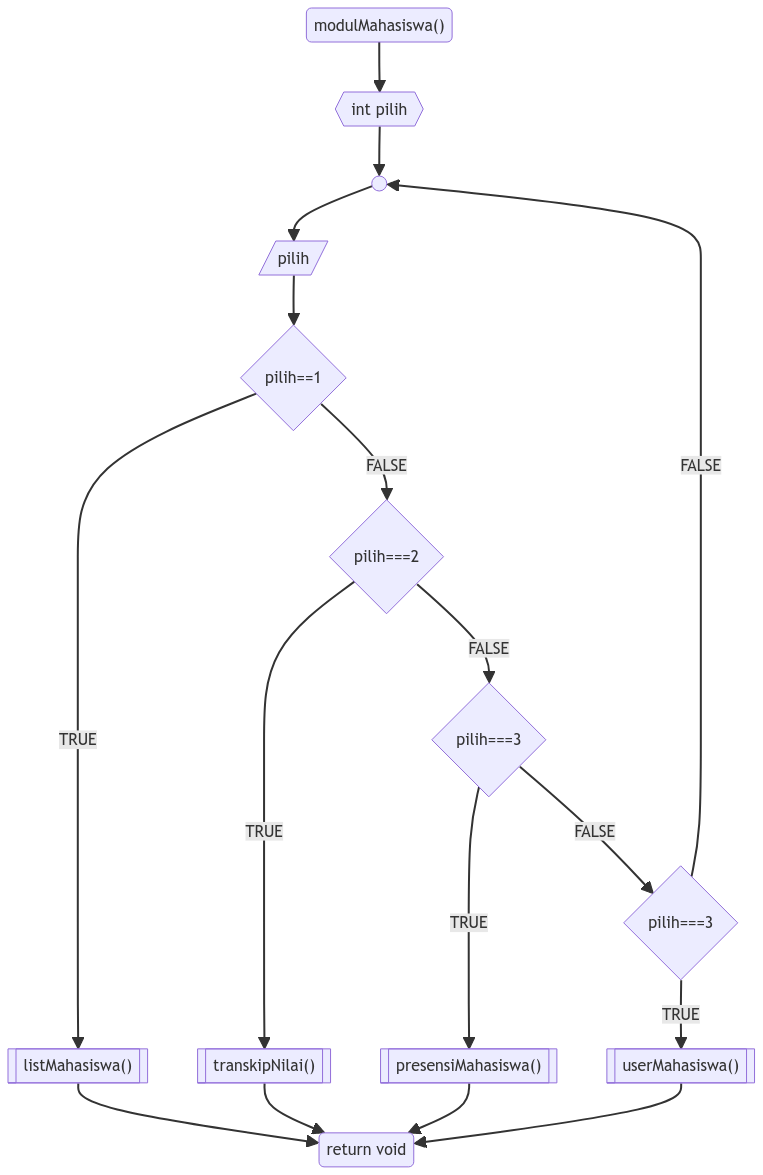 modulMahasiswa()
int pilih
pilih
pilih==1
FALSE
FALSE
pilih===2
FALSE
pilih===3
TRUE
TRUE
FALSE
TRUE
pilih===3
TRUE
listMahasiswa()
transkipNilai()
presensiMahasiswa()
userMahasiswa()
return void